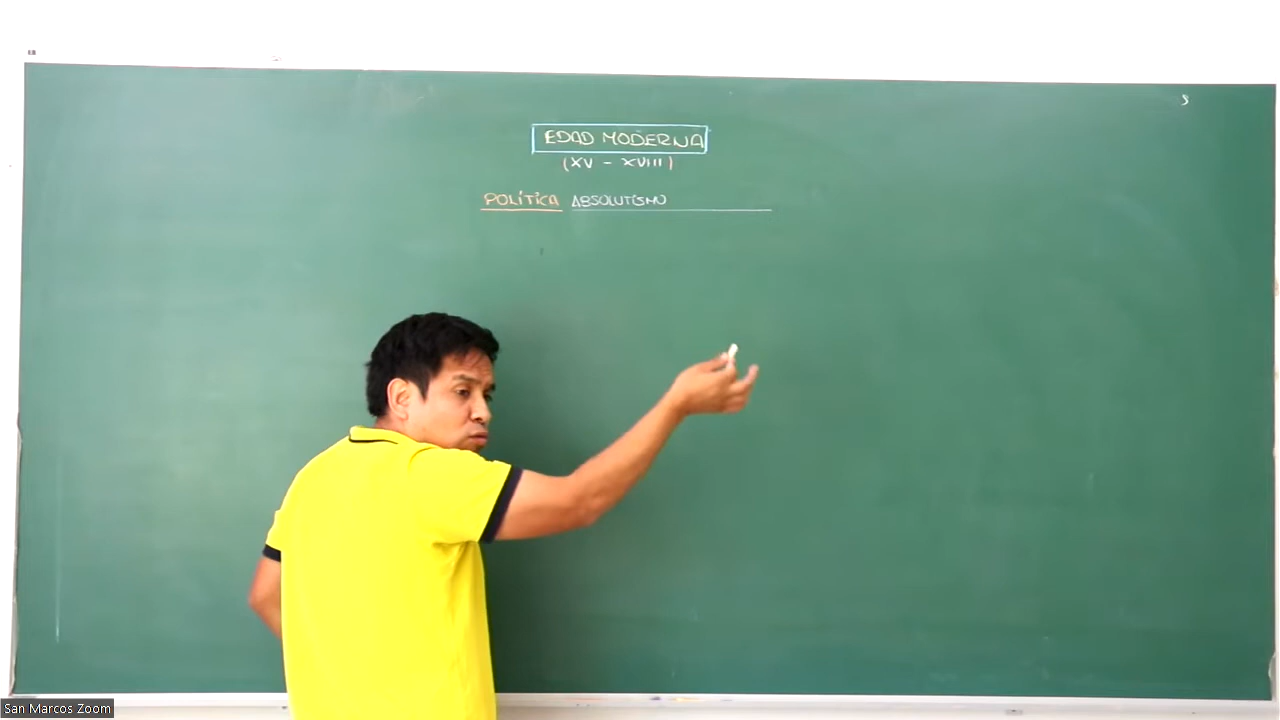 EDAD MODERNA
(XV - XVIII)
POLÍTICA ABSOLUTISMO
San Marcos Zoom